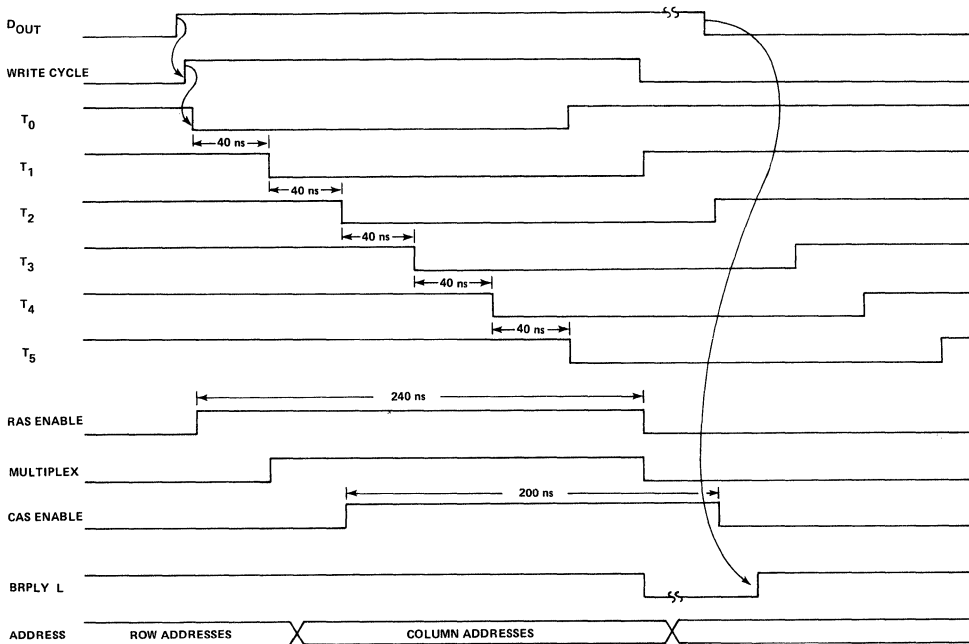 DOUT
WRITE CYCLE
T0
40 ns
T1
40 ns
T2
40 ns
T3
40 ns
T4
40 ns
T5
240 ns
RAS ENABLE
MULTIPLEX
200 ns
CAS ENABLE
BRPLY L
ADDRESS ROW ADDRESSES COLUMN ADDRESSES